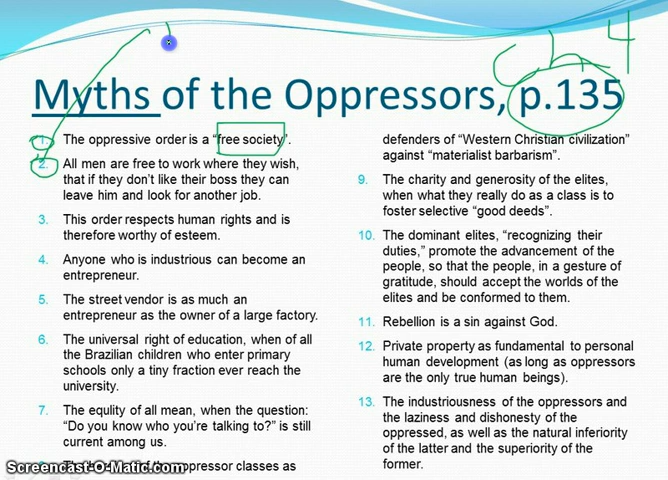 ch 4
Myths of the Oppressors, p.135
1. The oppressive order is a “free society”.
2. All men are free to work where they wish,
that if they don’t like their boss they can
leave him and look for another job.
3. This order respects human rights and is
therefore worthy of esteem.
4. Anyone who is industrious can become an
entrepreneur.
5. The street vendor is as much an
entrepreneur as the owner of a large factory.
6. The universal right of education, when of all
the Brazilian children who enter primary
schools only a tiny fraction ever reach the
university.
7. The equlity of all mean, when the question:
“Do you know who you’re talking to?” is still
current among us.
oppressor classes as
defenders of “Western Christian civilization”
against “materialist barbarism”.
9. The charity and generosity of the elites,
when what they really do as a class is to
foster selective “good deeds”.
10. The dominant elites, “recognizing their
duties,” promote the advancement of the
people, so that the people, in a gesture of
gratitude, should accept the worlds of the
elites and be conformed to them.
11. Rebellion is a sin against God.
12. Private property as fundamental to personal
human development (as long as oppressors
are the only true human beings).
13. The industriousness of the oppressors and
the laziness and dishonesty of the
oppressed, as well as the natural inferiority
of the latter and the superiority of the
former.
Screencast-O-Matic.com